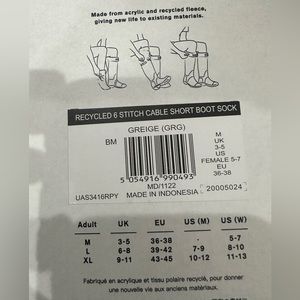 Made from acrylic and recycled fleece,
giving new life to existing materials.
RECYCLED 6 STITCH CABLE SHORT BOOT SOCK
GREIGE (GRG)
BM
M
UK
3-5
US
FEMALE 5-7
EU
36-38
5 054916 990493
MD/1122
UAS3416RPY
MADE IN INDONESIA
20005024
Adult UK EU US (M) US (W)
M 3-5 36-38 5-7
L 6-8 39-42 7-9 8-10
XL 9-11 43-45 10-12 11-13
Fabriqué en acrylique et tissu polaire recyclé, pour donner
une nouvelle vie aux anciens materiaux.